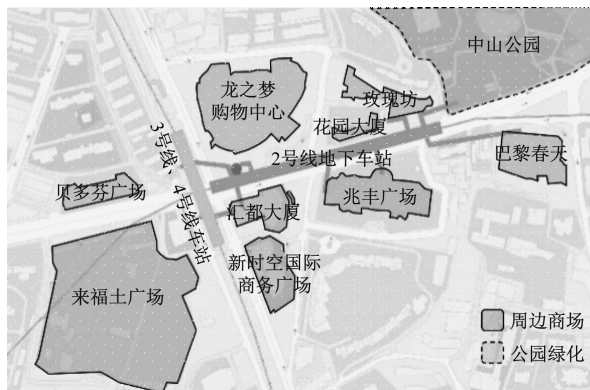 中山公园
龙之梦
购物中心
玫瑰坊
花园大厦
2号线地下车站
巴黎春天
3号线、4号线车站
贝多芬广场
兆丰广场
汇都大厦
新时空国际
商务广场
来福士广场
周边商场
公园绿化